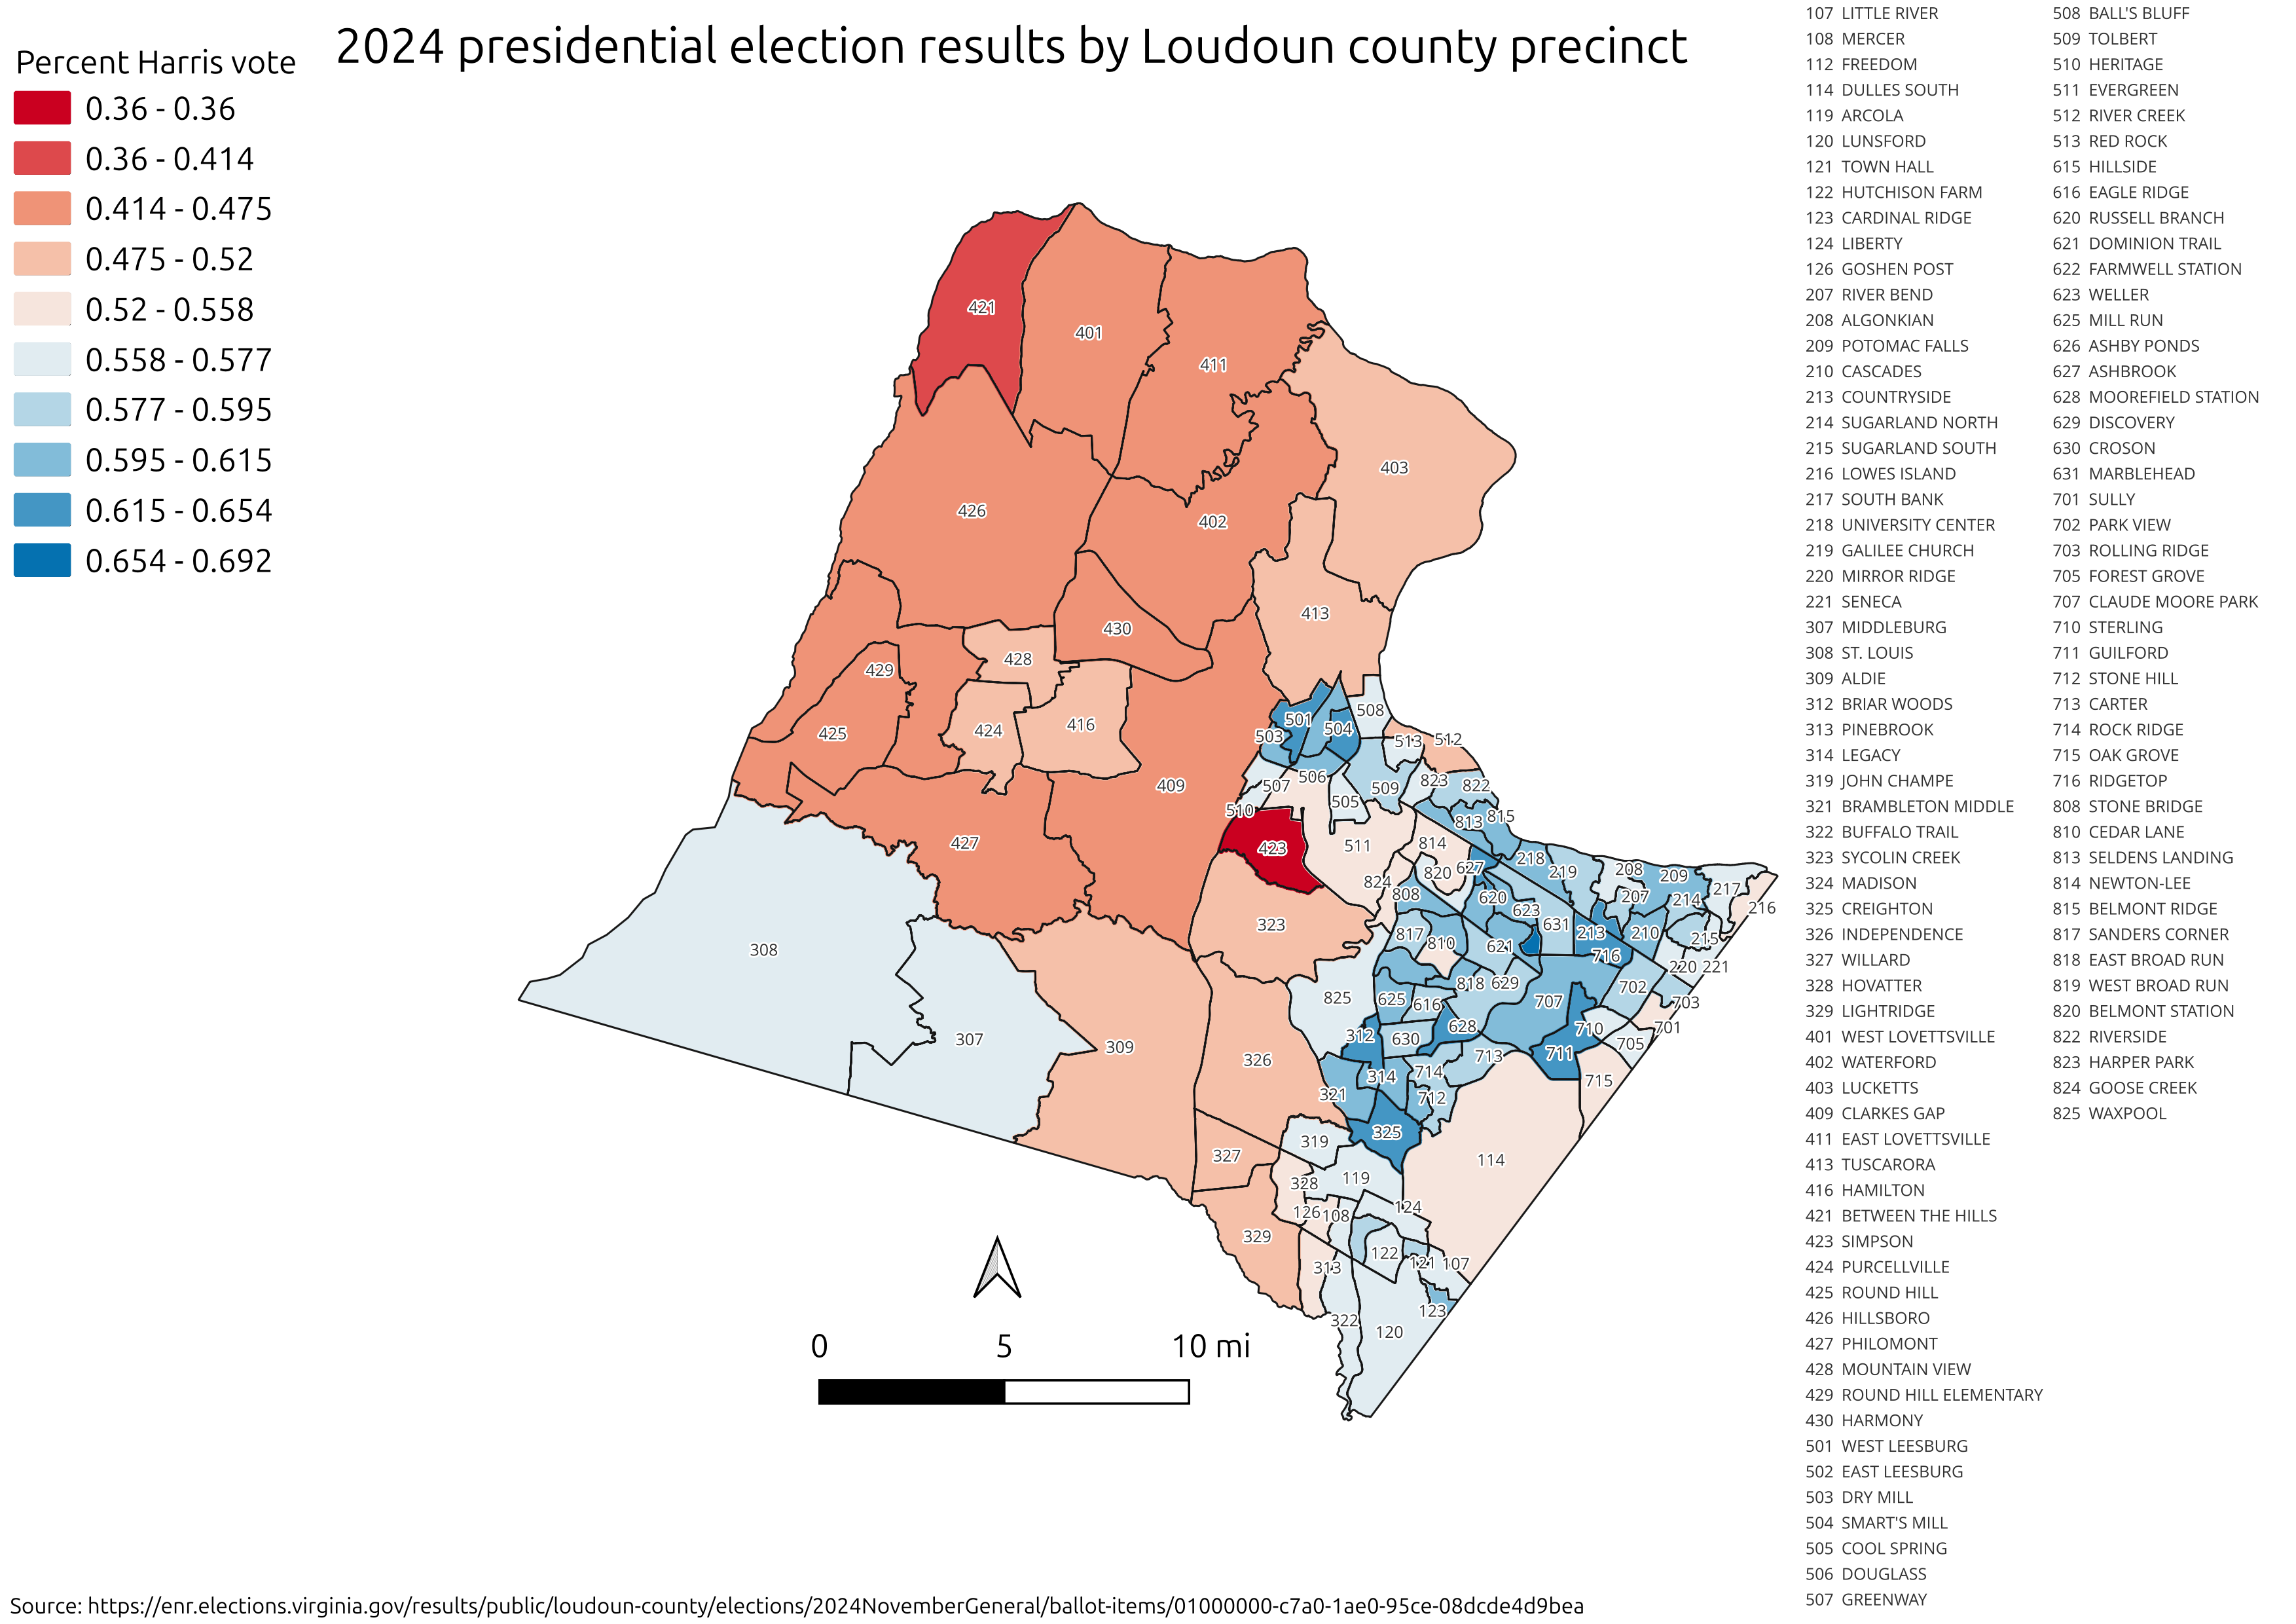 2024 presidential election results by Loudoun county precinct
Percent Harris vote
0.36 - 0.36
0.36 - 0.414
0.414 - 0.475
0.475 - 0.52
0.52 - 0.558
0.558 - 0.577
0.577 - 0.595
0.595 - 0.615
0.615 - 0.654
0.654 - 0.692
421
401
411
403
426
402
413
430
428
429
424
416
425
409
427
501
504
508
503
513
512
506
507
505
509
823
822
510
813
815
423
511
814
820
627
218
219
208
209
207
214
217
216
824
808
620
623
631
213
210
215
323
817
810
621
716
220
221
308
825
625
616
818
629
707
702
703
701
307
309
326
312
630
628
710
705
711
713
714
314
321
712
715
325
319
327
114
328
119
126
108
124
329
122
121
107
313
123
322
120
0 5 10 mi
107 LITTLE RIVER
108 MERCER
112 FREEDOM
114 DULLES SOUTH
119 ARCOLA
120 LUNSFORD
121 TOWN HALL
122 HUTCHISON FARM
123 CARDINAL RIDGE
124 LIBERTY
126 GOSHEN POST
207 RIVER BEND
208 ALGONKIAN
209 POTOMAC FALLS
210 CASCADES
213 COUNTRYSIDE
214 SUGARLAND NORTH
215 SUGARLAND SOUTH
216 LOWES ISLAND
217 SOUTH BANK
218 UNIVERSITY CENTER
219 GALILEE CHURCH
220 MIRROR RIDGE
221 SENECA
307 MIDDLEBURG
308 ST. LOUIS
309 ALDIE
312 BRIAR WOODS
313 PINEBROOK
314 LEGACY
319 JOHN CHAMPE
321 BRAMBLETON MIDDLE
322 BUFFALO TRAIL
323 SYCOLIN CREEK
324 MADISON
325 CREIGHTON
326 INDEPENDENCE
327 WILLARD
328 HOVATTER
329 LIGHTRIDGE
401 WEST LOVETTSVILLE
402 WATERFORD
403 LUCKETTS
409 CLARKES GAP
411 EAST LOVETTSVILLE
413 TUSCARORA
416 HAMILTON
421 BETWEEN THE HILLS
423 SIMPSON
424 PURCELLVILLE
425 ROUND HILL
426 HILLSBORO
427 PHILOMONT
428 MOUNTAIN VIEW
429 ROUND HILL ELEMENTARY
430 HARMONY
501 WEST LEESBURG
502 EAST LEESBURG
503 DRY MILL
504 SMART'S MILL
505 COOL SPRING
506 DOUGLASS
507 GREENWAY
508 BALL'S BLUFF
509 TOLBERT
510 HERITAGE
511 EVERGREEN
512 RIVER CREEK
513 RED ROCK
615 HILLSIDE
616 EAGLE RIDGE
620 RUSSELL BRANCH
621 DOMINION TRAIL
622 FARMWELL STATION
623 WELLER
625 MILL RUN
626 ASHBY PONDS
627 ASHBROOK
628 MOOREFIELD STATION
629 DISCOVERY
630 CROSON
631 MARBLEHEAD
701 SULLY
702 PARK VIEW
703 ROLLING RIDGE
705 FOREST GROVE
707 CLAUDE MOORE PARK
710 STERLING
711 GUILFORD
712 STONE HILL
713 CARTER
714 ROCK RIDGE
715 OAK GROVE
716 RIDGETOP
808 STONE BRIDGE
810 CEDAR LANE
813 SELDENS LANDING
814 NEWTON-LEE
815 BELMONT RIDGE
817 SANDERS CORNER
818 EAST BROAD RUN
819 WEST BROAD RUN
820 BELMONT STATION
822 RIVERSIDE
823 HARPER PARK
824 GOOSE CREEK
825 WAXPOOL
Source: https://enr.elections.virginia.gov/results/public/loudoun-county/elections/2024NovemberGeneral/ballot-items/01000000-c7a0-1ae0-95ce-08dcde4d9bea